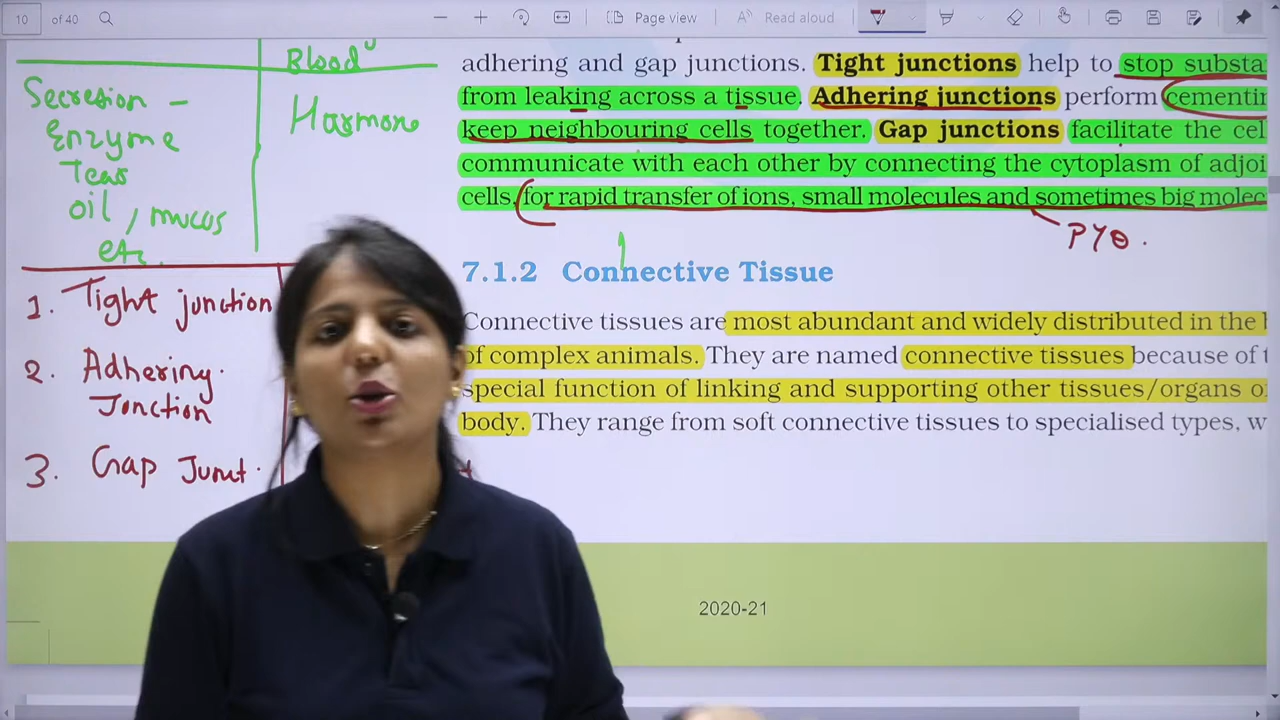 10 of 40
Page view
Read aloud
Blood
Secression -
Enzyme
Tears
oil, mucus
etc.
Hormone
1. Tight junction
2. Adhering
Jonction
3. Gap Junct.
adhering and gap junctions. Tight junctions help to stop substa
from leaking across a tissue. Adhering junctions perform cementin
keep neighbouring cells together. Gap junctions facilitate the cel
communicate with each other by connecting the cytoplasm of adjoi
cells, for rapid transfer of ions, small molecules and sometimes big molec
PYQ.
7.1.2 Connective Tissue
Connective tissues are most abundant and widely distributed in the b
of complex animals. They are named connective tissues because of t
special function of linking and supporting other tissues/organs o
body. They range from soft connective tissues to specialised types, w
2020-21